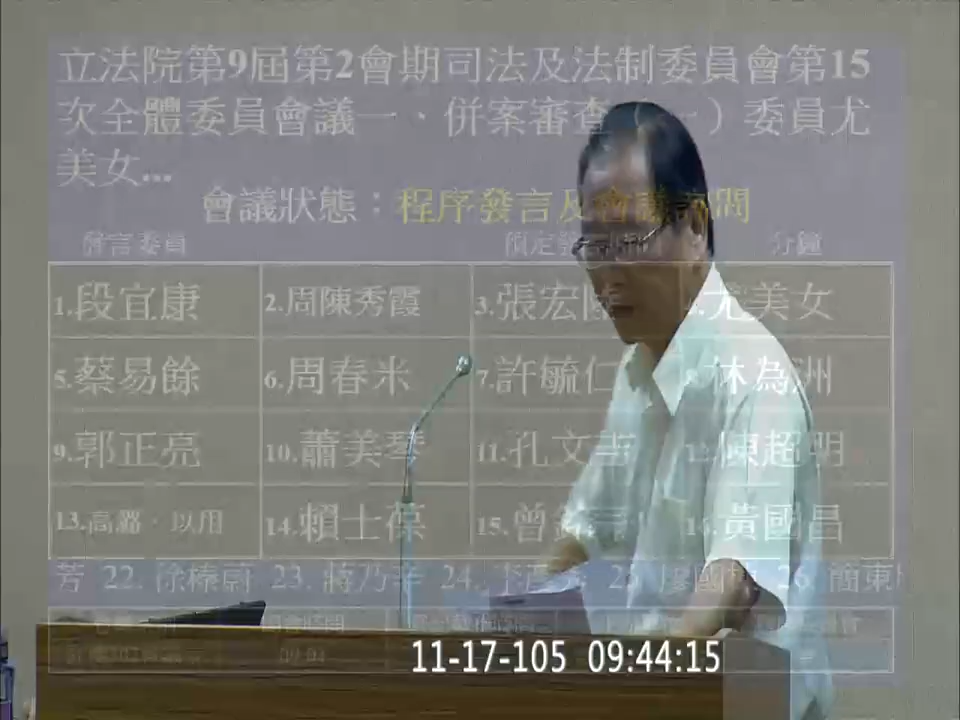 立法院第9屆第2會期司法及法制委員會第15
次全體委員會議一、併案審查(一)委員尤
美女...
會議狀態:程序發言及會議詢問
發言委員 分鐘
1.段宜康 2.周陳秀霞 3.張宏 尤美女
5.蔡易餘 6.周春米 7.許毓仁 8.林為洲
9.郭正亮 10.蕭美琴 11.孔文吉 12.陳超明
13.高潞.以用 14.賴士葆 15.曾銘宗 16.黃國昌
芳 22. 徐榛蔚 23. 蔣乃辛 24. 25. 廖國 26. 簡東
11-17-105 09:44:15